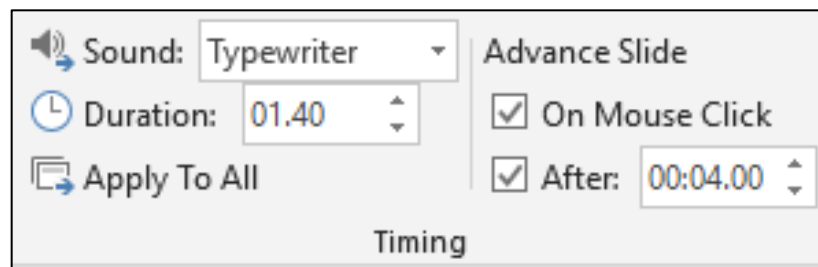 Sound: Typewriter
Duration: 01.40
Apply To All
Advance Slide
On Mouse Click
After: 00:04.00
Timing